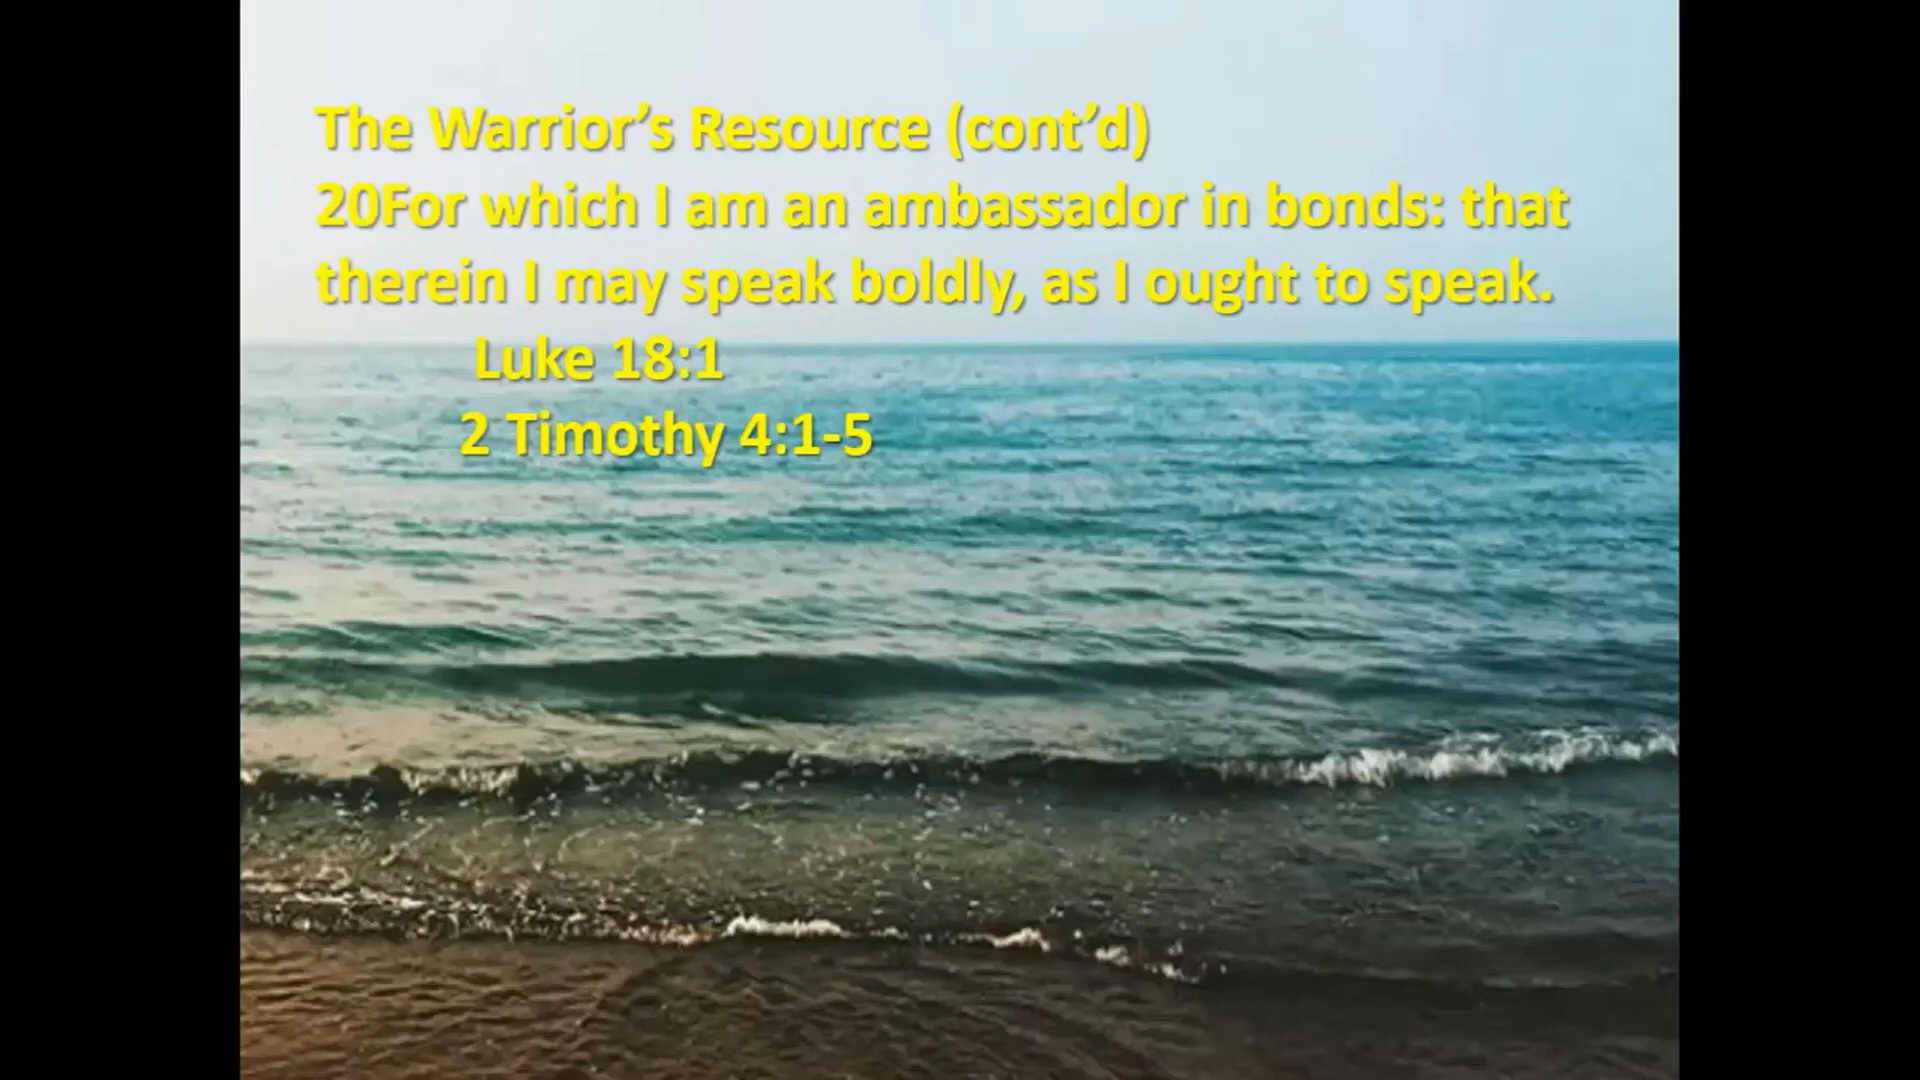 The Warrior’s Resource (cont’d)
20For which I am an ambassador in bonds: that
therein I may speak boldly, as I ought to speak.
Luke 18:1
2 Timothy 4:1-5